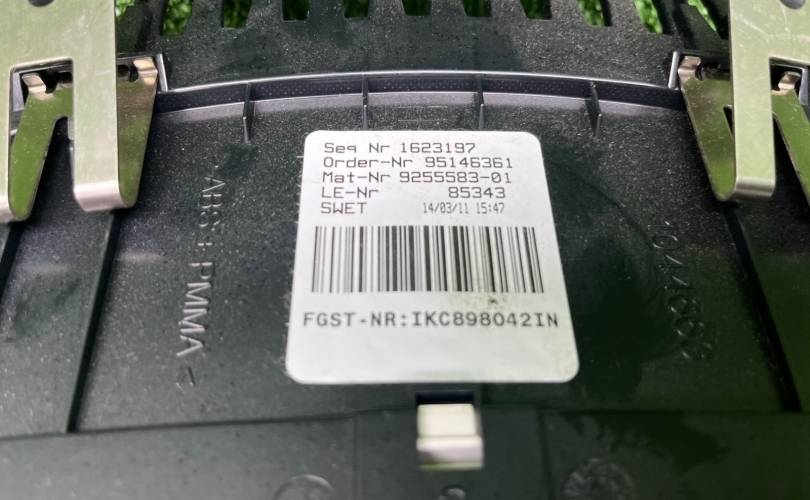 Seq Nr 1623197
Order-Nr 95146361
Mat-Nr 9255583-01
LE-Nr 85343
SWET 14/03/11 15:47
FGST-NR:IKC898042IN
>ABS+PMMA<